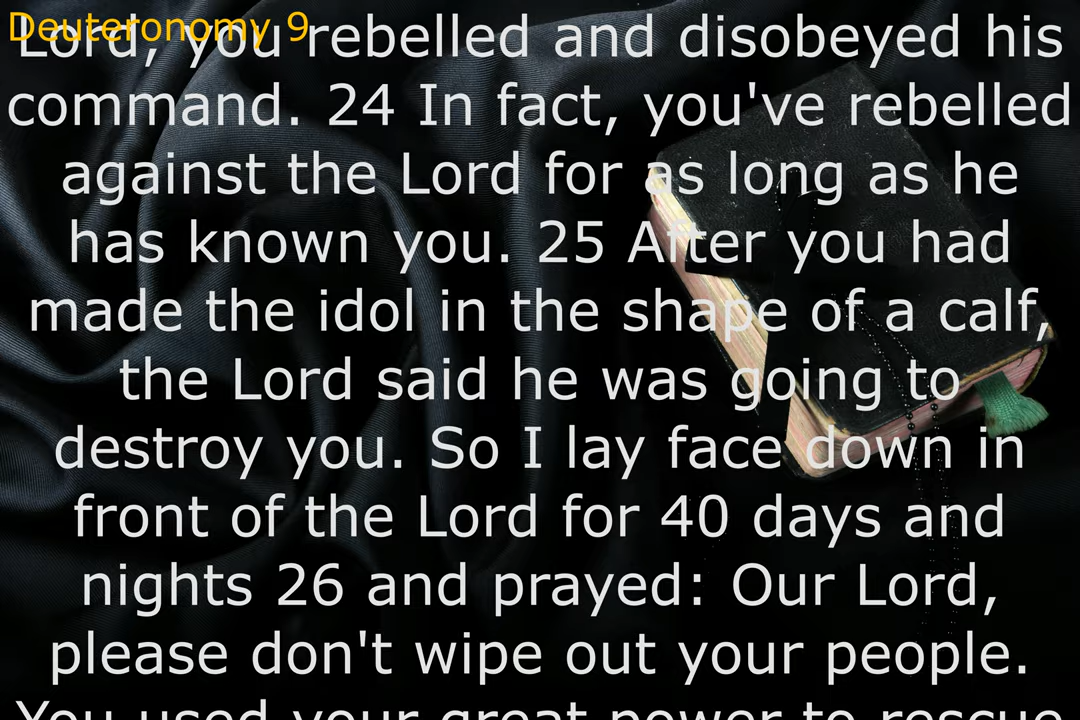 Deuteronomy 9
Lord, you rebelled and disobeyed his
command. 24 In fact, you've rebelled
against the Lord for as long as he
has known you. 25 After you had
made the idol in the shape of a calf,
the Lord said he was going to
destroy you. So I lay face down in
front of the Lord for 40 days and
nights 26 and prayed: Our Lord,
please don't wipe out your people.
You used your great power to rescue